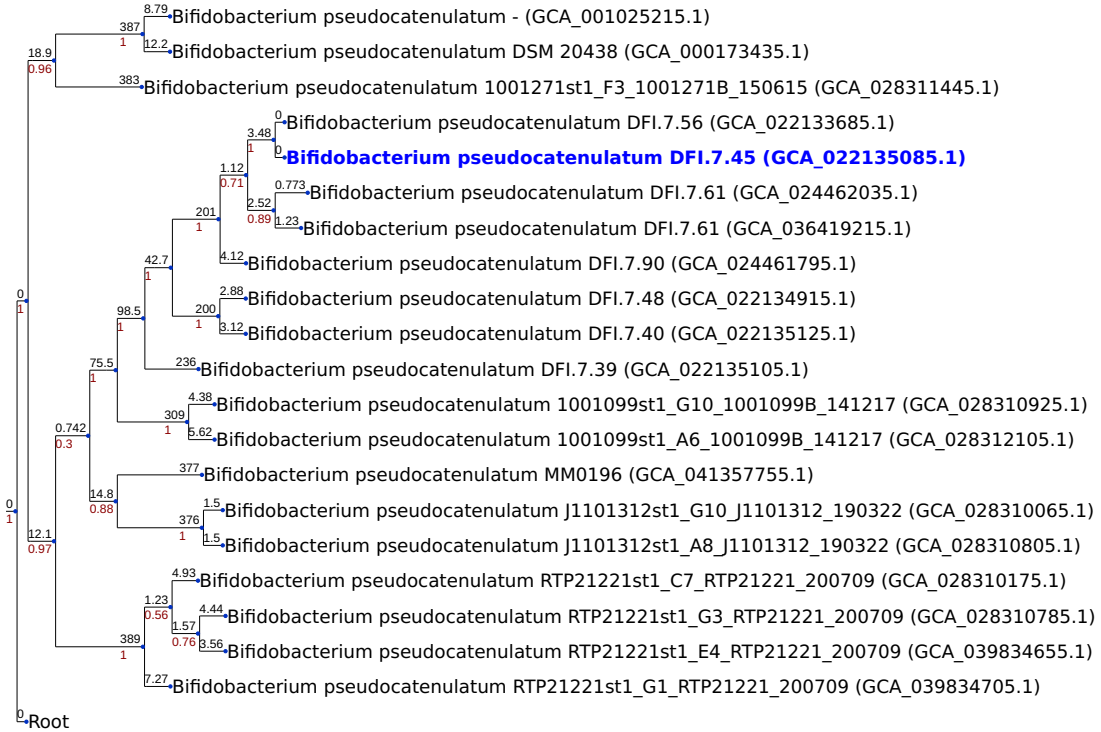 8.79 Bifidobacterium pseudocatenulatum - (GCA_001025215.1)
387
1
12.2 Bifidobacterium pseudocatenulatum DSM 20438 (GCA_000173435.1)
18.9
0.96
383 Bifidobacterium pseudocatenulatum 1001271st1_F3_1001271B_150615 (GCA_028311445.1)
0 Bifidobacterium pseudocatenulatum DFI.7.56 (GCA_022133685.1)
3.48
1
0 Bifidobacterium pseudocatenulatum DFI.7.45 (GCA_022135085.1)
1.12
0.71
0.773 Bifidobacterium pseudocatenulatum DFI.7.61 (GCA_024462035.1)
2.52
0.89
1.23 Bifidobacterium pseudocatenulatum DFI.7.61 (GCA_036419215.1)
201
1
4.12 Bifidobacterium pseudocatenulatum DFI.7.90 (GCA_024461795.1)
42.7
1
2.88 Bifidobacterium pseudocatenulatum DFI.7.48 (GCA_022134915.1)
200
1
3.12 Bifidobacterium pseudocatenulatum DFI.7.40 (GCA_022135125.1)
0
1
98.5
1
236 Bifidobacterium pseudocatenulatum DFI.7.39 (GCA_022135105.1)
75.5
1
4.38 Bifidobacterium pseudocatenulatum 1001099st1_G10_1001099B_141217 (GCA_028310925.1)
309
1
5.62 Bifidobacterium pseudocatenulatum 1001099st1_A6_1001099B_141217 (GCA_028312105.1)
0.742
0.3
377 Bifidobacterium pseudocatenulatum MM0196 (GCA_041357755.1)
14.8
0.88
1.5 Bifidobacterium pseudocatenulatum J1101312st1_G10_J1101312_190322 (GCA_028310065.1)
376
1
1.5 Bifidobacterium pseudocatenulatum J1101312st1_A8_J1101312_190322 (GCA_028310805.1)
0
1
12.1
0.97
4.93 Bifidobacterium pseudocatenulatum RTP21221st1_C7_RTP21221_200709 (GCA_028310175.1)
1.23
0.56
4.44 Bifidobacterium pseudocatenulatum RTP21221st1_G3_RTP21221_200709 (GCA_028310785.1)
1.57
0.76
3.56 Bifidobacterium pseudocatenulatum RTP21221st1_E4_RTP21221_200709 (GCA_039834655.1)
389
1
7.27 Bifidobacterium pseudocatenulatum RTP21221st1_G1_RTP21221_200709 (GCA_039834705.1)
0 Root